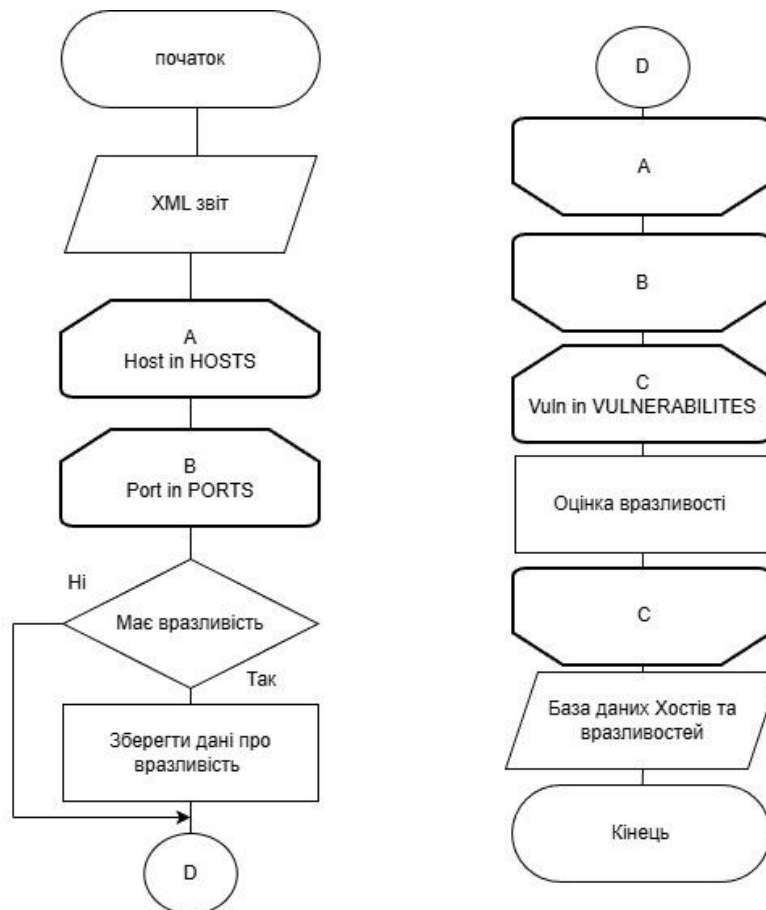 початок
XML звіт
A
Host in HOSTS
B
Port in PORTS
Ні
Має вразливість
Так
Зберегти дані про
вразливість
D
D
A
B
C
Vuln in VULNERABILITES
Оцінка вразливості
C
База даних Хостів та
вразливостей
Кінець